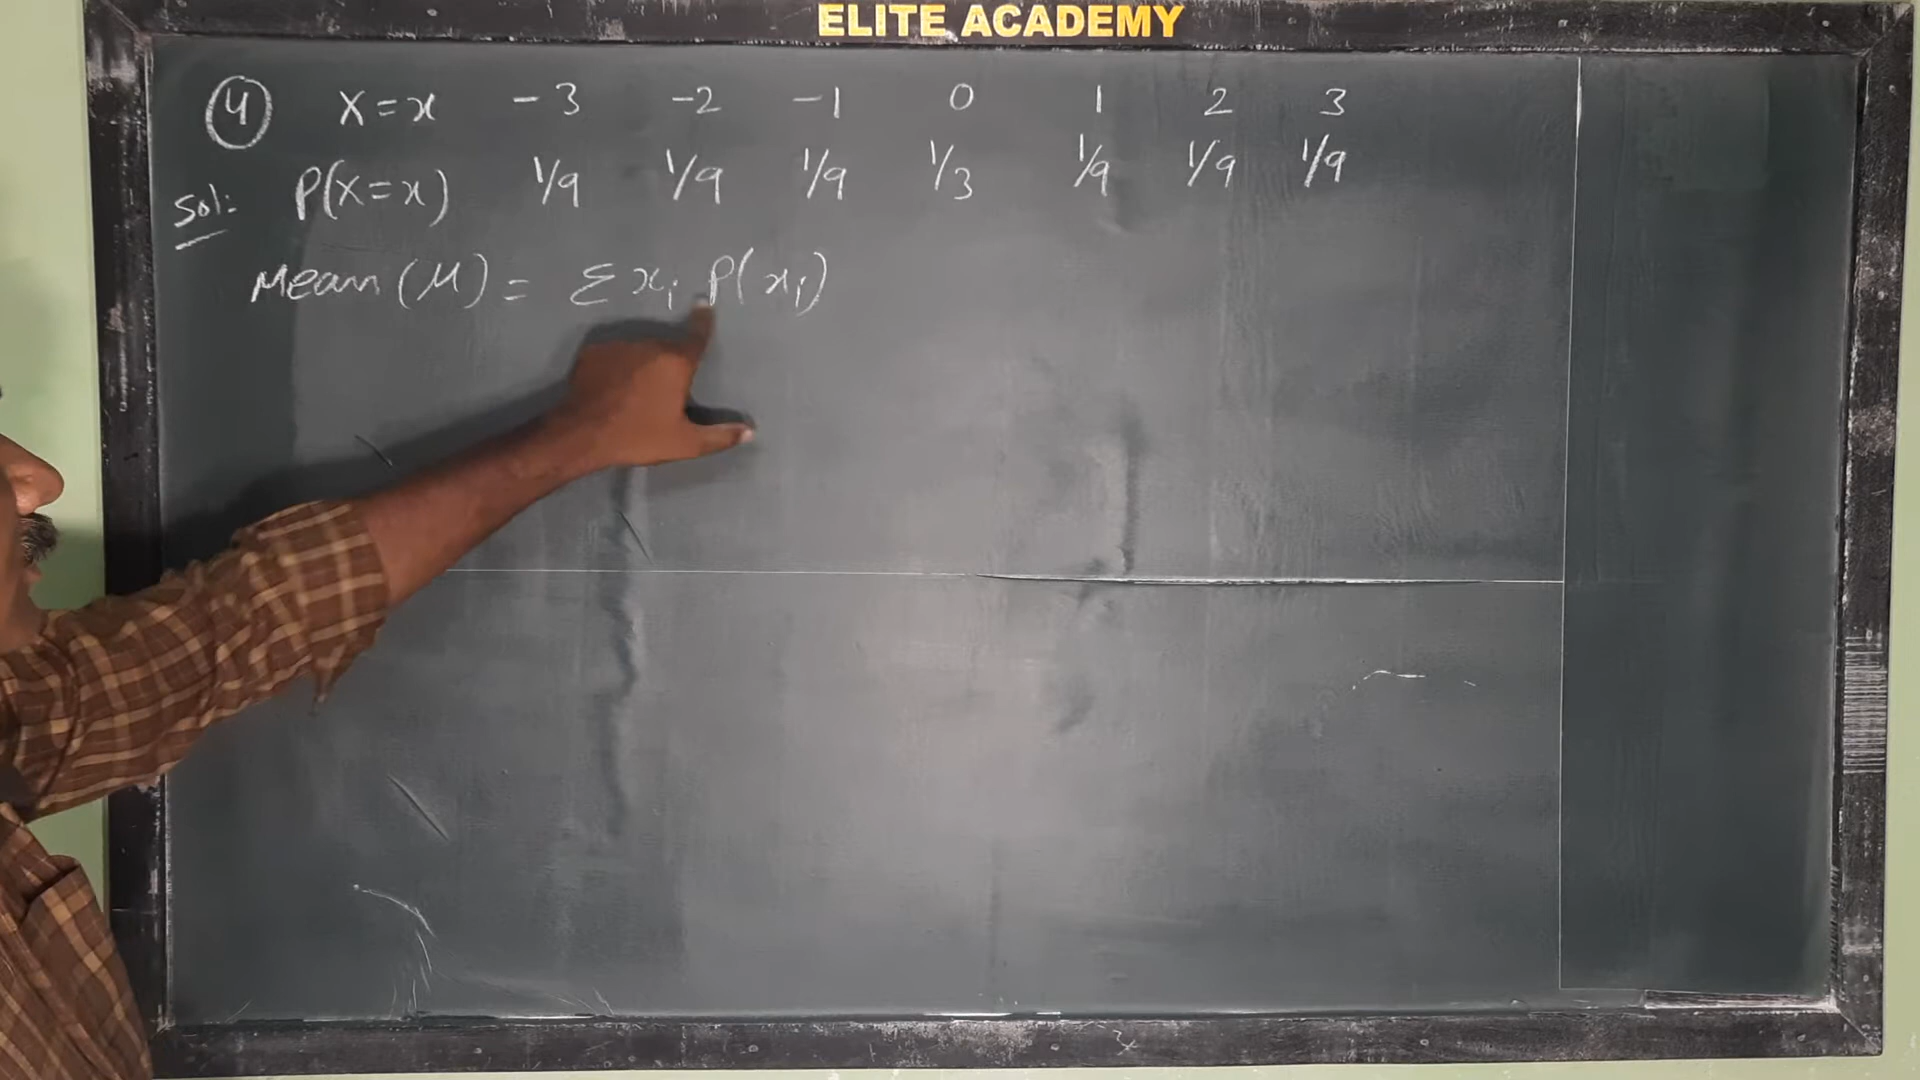 ELITE ACADEMY
④ X=x -3 -2 -1 0 1 2 3
Sol: P(X=x) 1/9 1/9 1/9 1/3 1/9 1/9 1/9
Mean (μ) = Σxi P(xi)